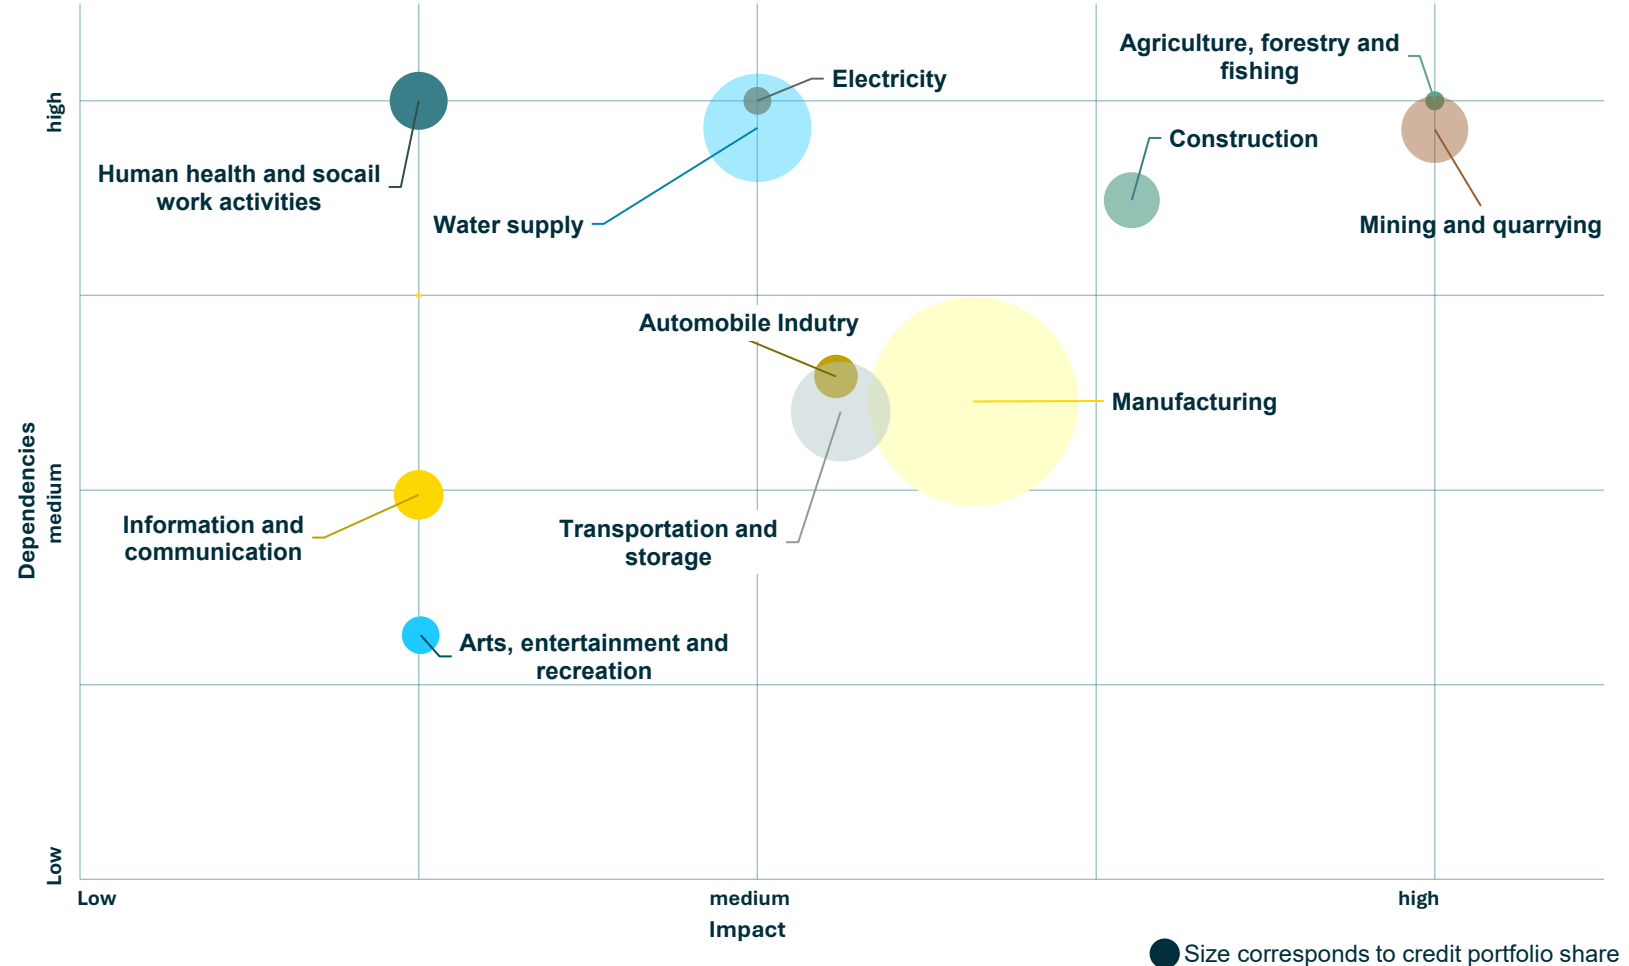 Agriculture, forestry and
fishing
Electricity
high
Construction
Human health and socail
work activities
Water supply
Mining and quarrying
Automobile Indutry
Manufacturing
Dependencies
medium
Information and
communication
Transportation and
storage
Arts, entertainment and
recreation
Low
Low
medium
high
Impact
Size corresponds to credit portfolio share